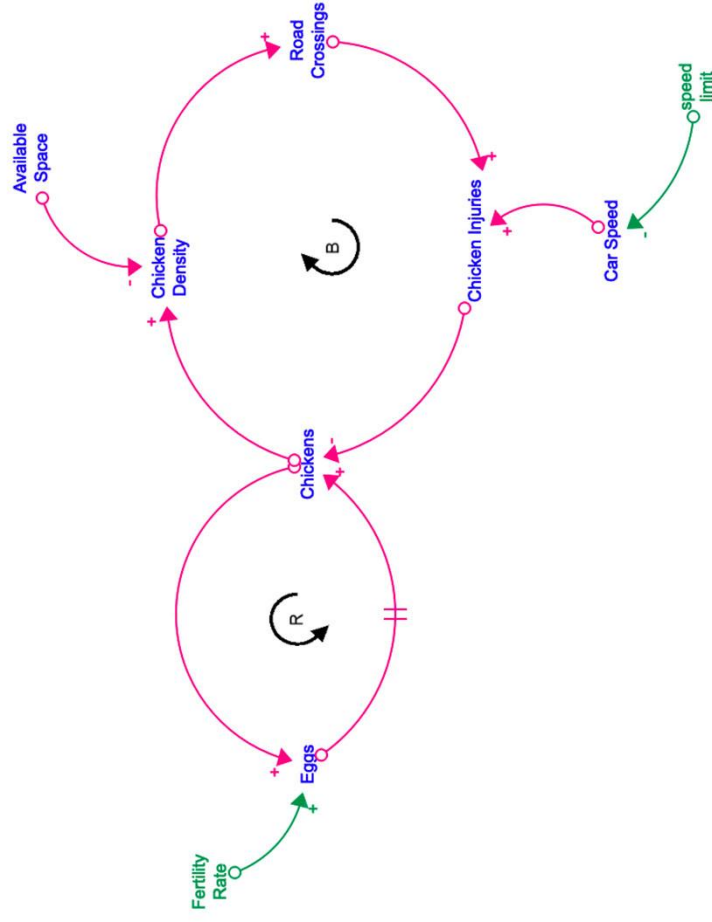 Available
Space
Road
Crossings
+
-
Chicken
Density
+
+
Chicken Injuries
B
speed
limit
+
Car Speed
-
Chickens
-
+
R
+
Eggs
+
Fertility
Rate